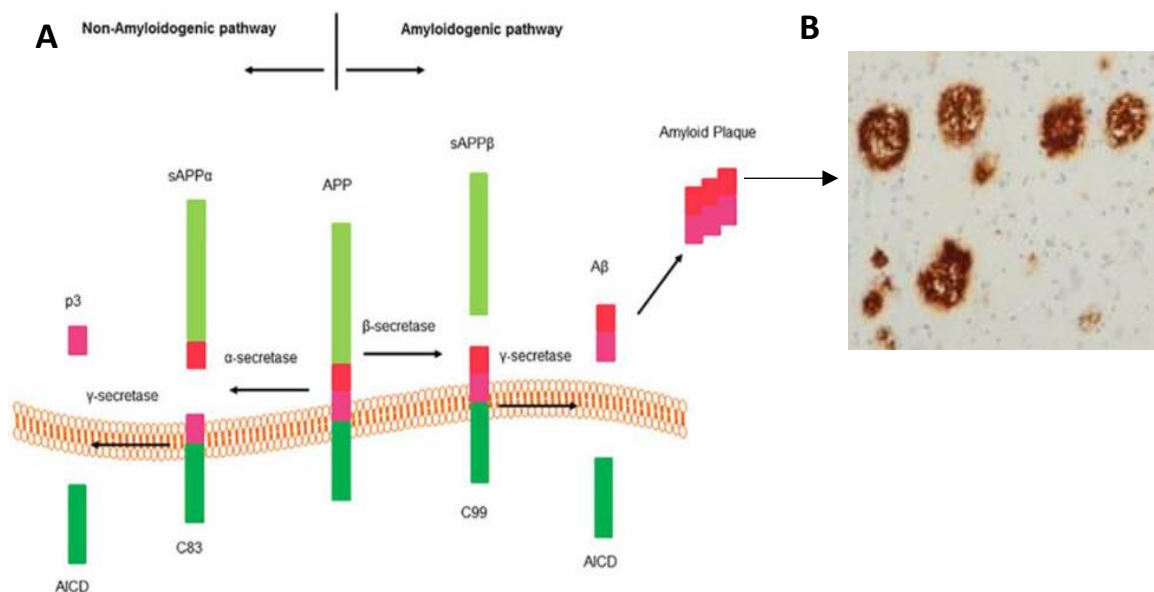 A
B
Non-Amyloidogenic pathway
Amyloidogenic pathway
Amyloid Plaque
sAPPβ
sAPPα
APP
Aβ
p3
β-secretase
α-secretase
γ-secretase
γ-secretase
C99
C83
AICD
AICD